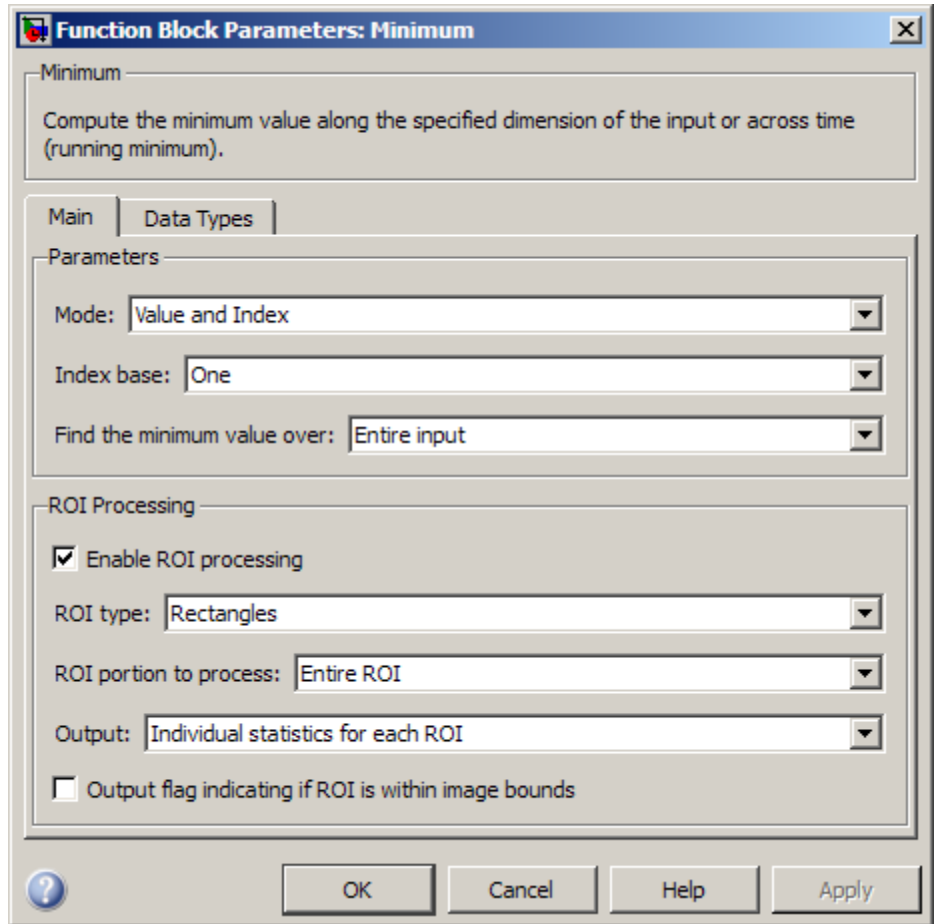 Function Block Parameters: Minimum
Minimum
Compute the minimum value along the specified dimension of the input or across time
(running minimum).
Main
Data Types
Parameters
Mode: Value and Index
Index base: One
Find the minimum value over: Entire input
ROI Processing
Enable ROI processing
ROI type: Rectangles
ROI portion to process: Entire ROI
Output: Individual statistics for each ROI
Output flag indicating if ROI is within image bounds
?
OK
Cancel
Help
Apply